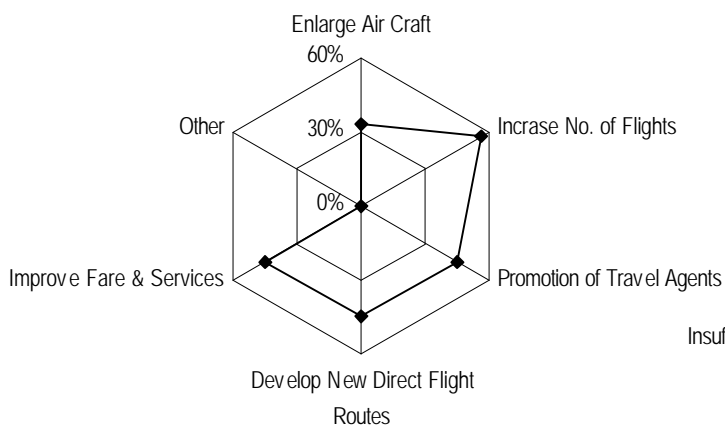 Enlarge Air Craft
60%
Other
30%
Incrase No. of Flights
0%
Improve Fare & Services
Promotion of Travel Agents
Insuf
Develop New Direct Flight
Routes